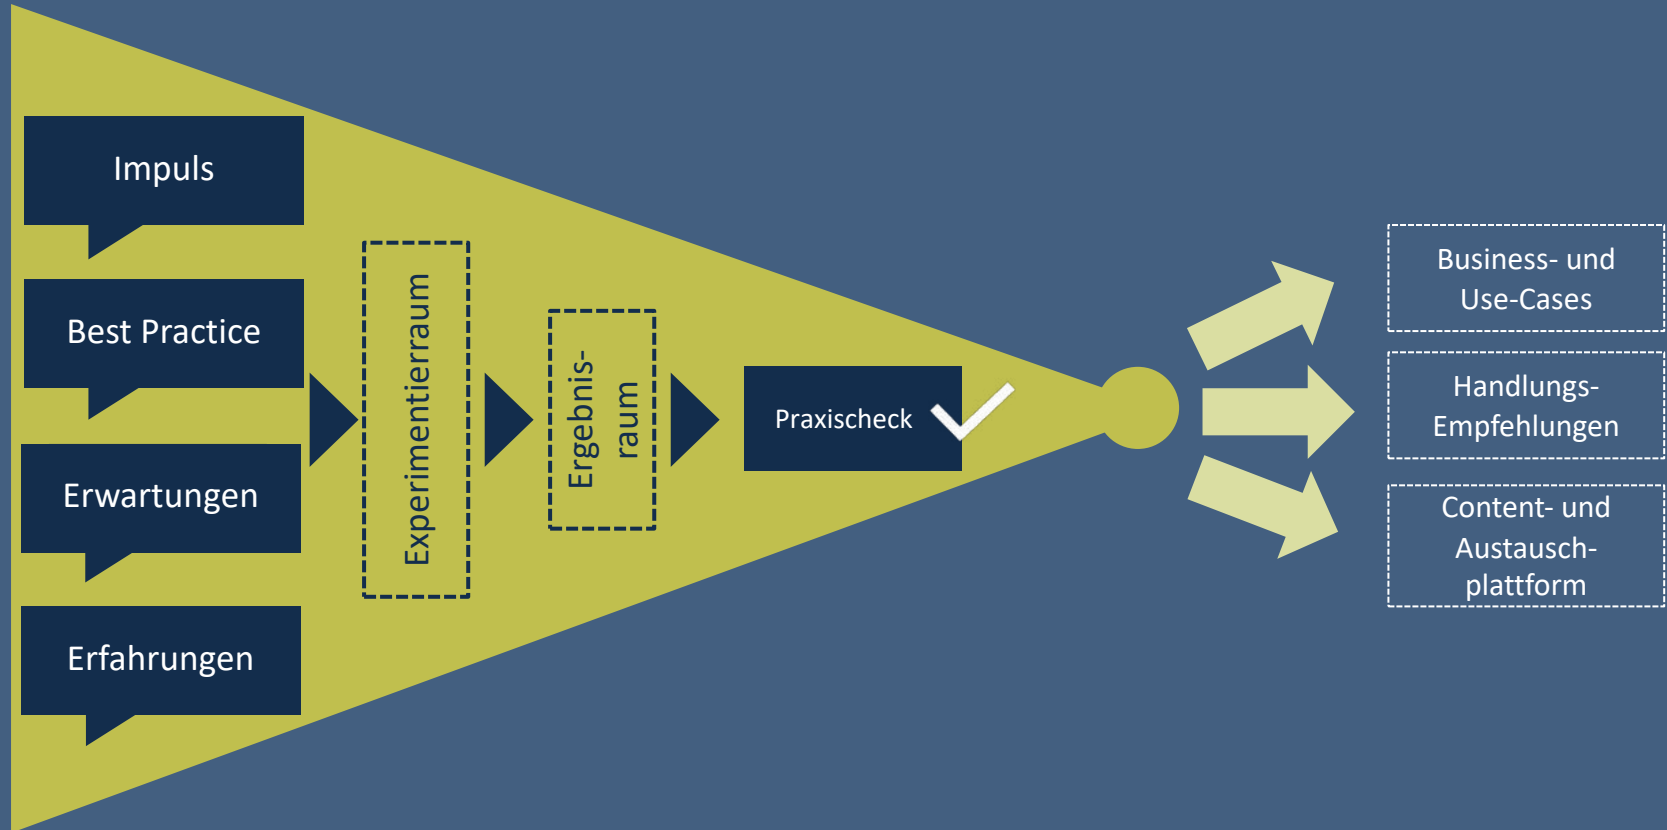 Impuls
Best Practice
Erwartungen
Erfahrungen
Experimentierraum
Ergebnis-
raum
Praxischeck
Business- und
Use-Cases
Handlungs-
Empfehlungen
Content- und
Austausch-
plattform